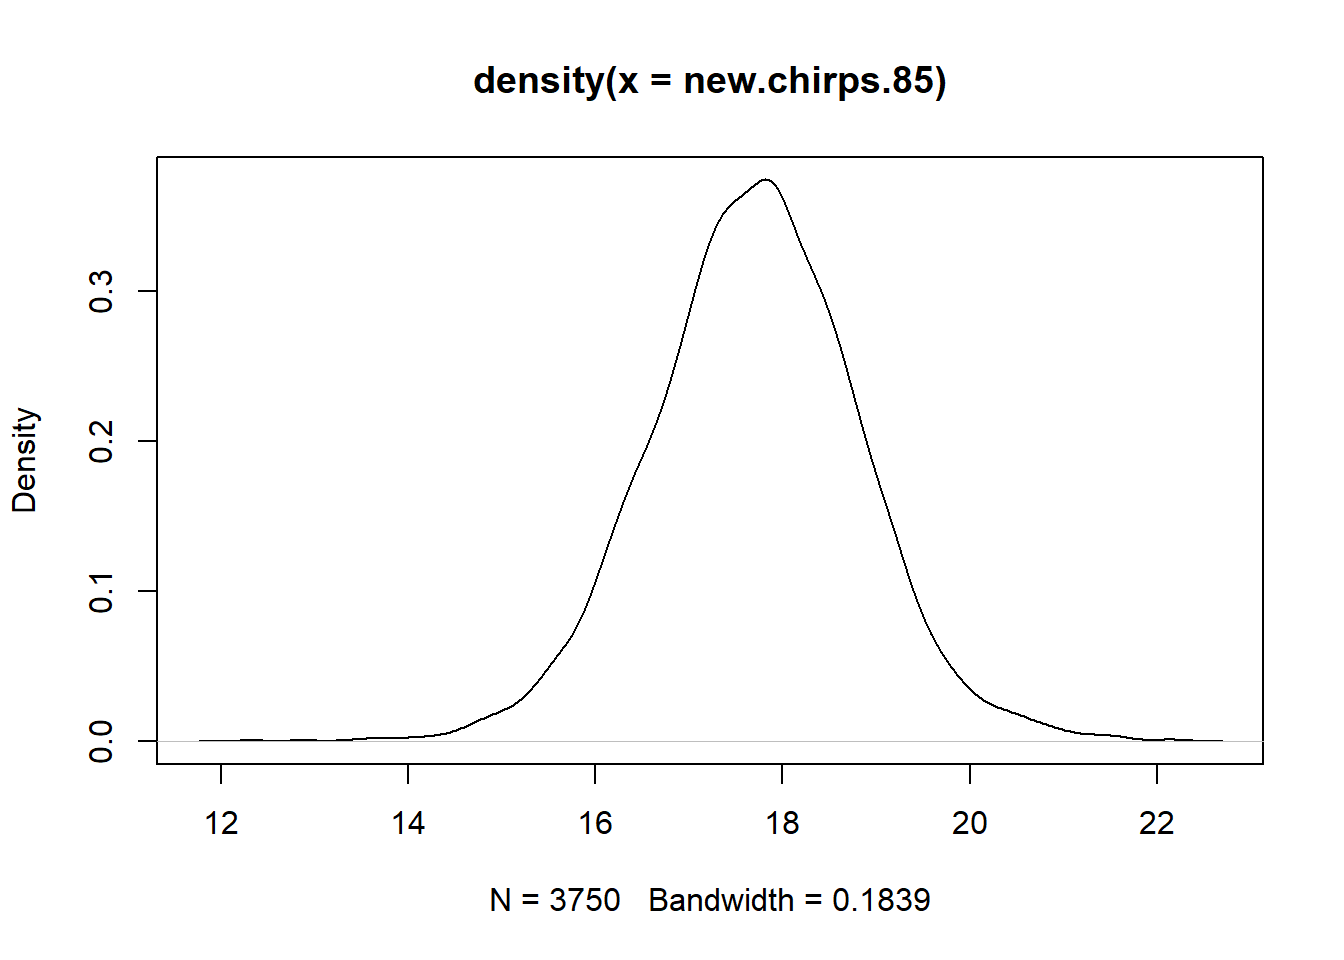 density(x = new.chirps.85)
Density
0.3
0.2
0.1
0.0
12 14 16 18 20 22
N = 3750 Bandwidth = 0.1839